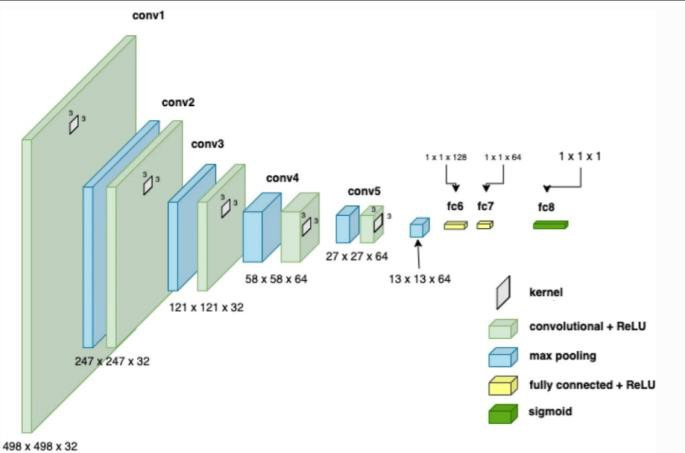 conv1
3
3
conv2
3
3
conv3
3
3
conv4
3
3
conv5
3
3
1 x 1 x 128
1 x 1 x 64
1 x 1 x 1
fc6
fc7
fc8
27 x 27 x 64
58 x 58 x 64
13 x 13 x 64
121 x 121 x 32
247 x 247 x 32
498 x 498 x 32
kernel
convolutional + ReLU
max pooling
fully connected + ReLU
sigmoid